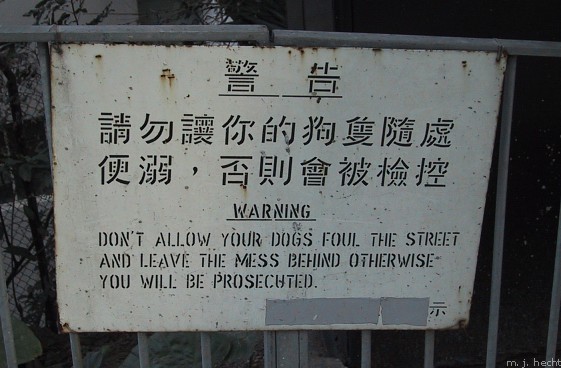 警告
請勿讓你的狗隻隨處
便溺，否則會被檢控
WARNING
DON'T ALLOW YOUR DOGS FOUL THE STREET
AND LEAVE THE MESS BEHIND OTHERWISE
YOU WILL BE PROSECUTED.
示
m. j. hecht